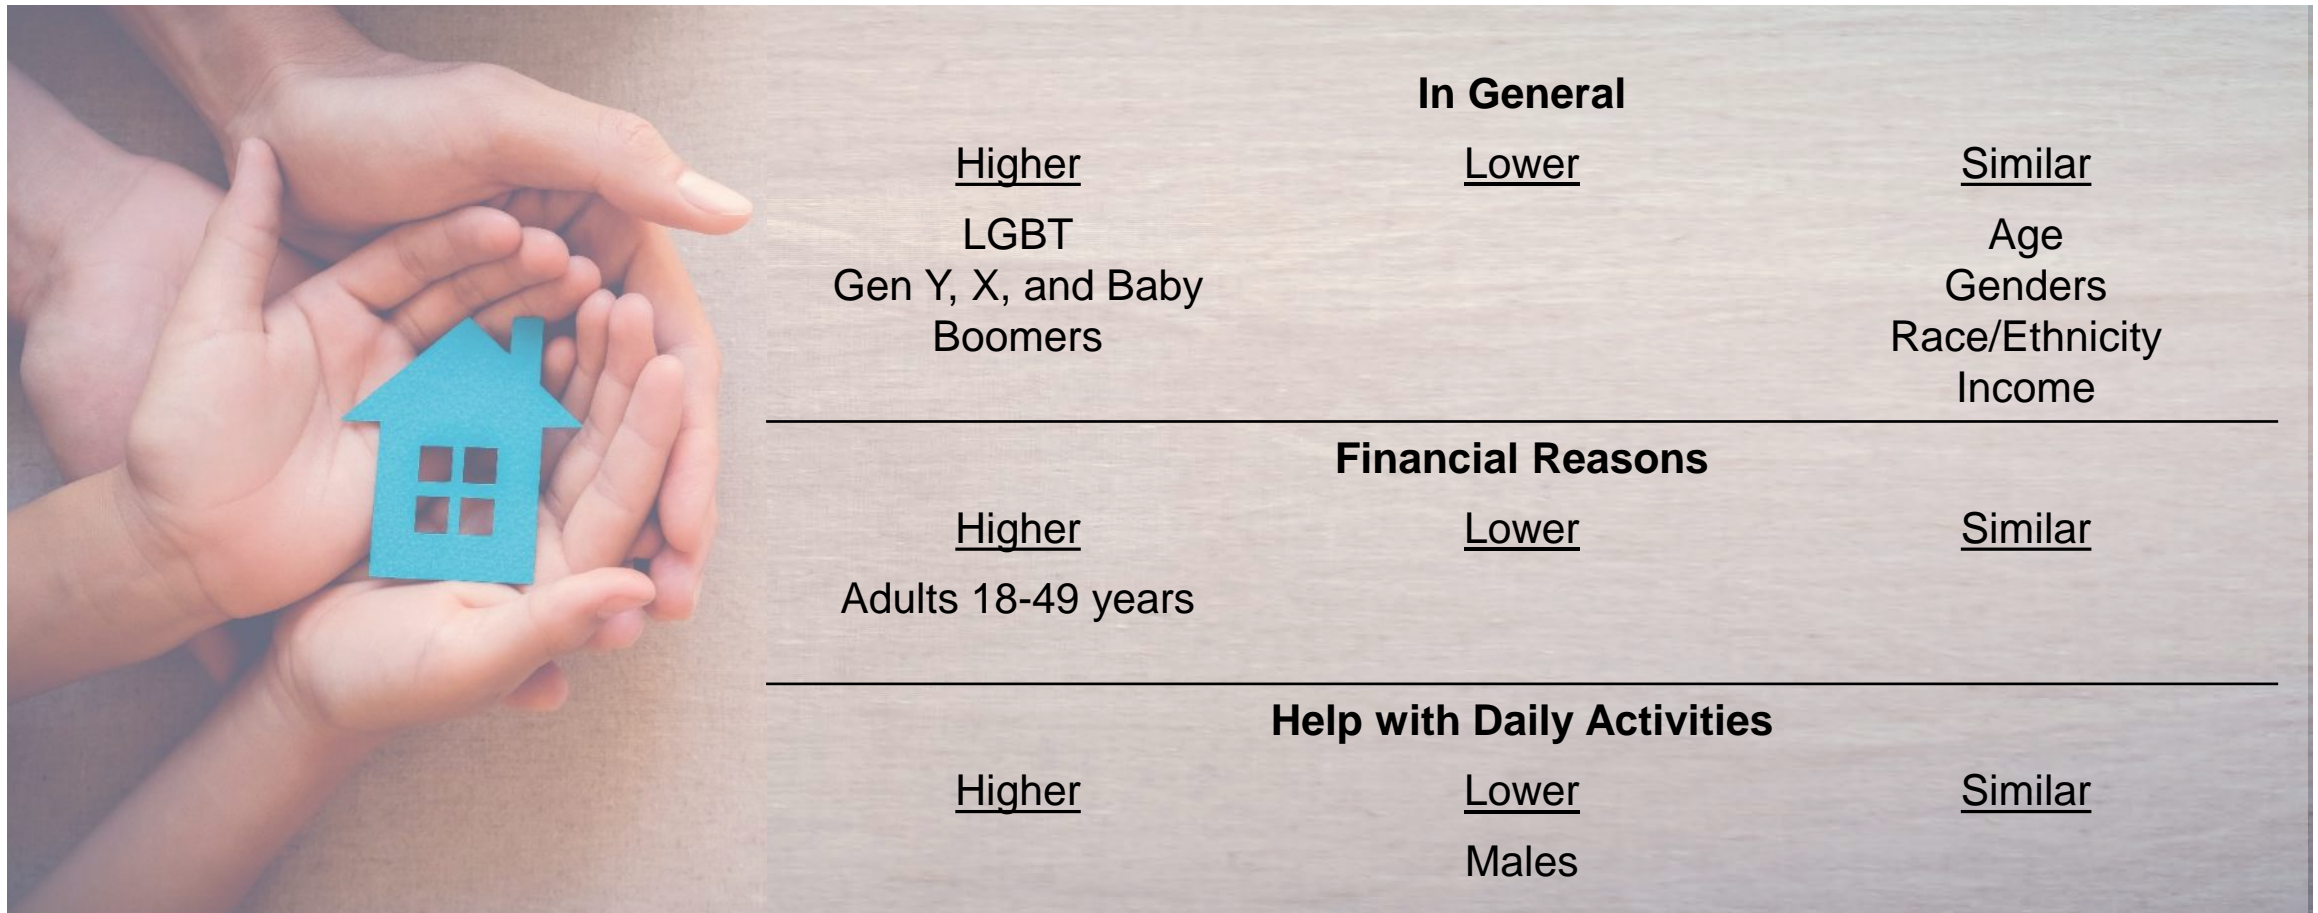 In General
Higher Lower Similar
LGBT Age
Gen Y, X, and Baby Genders
Boomers Race/Ethnicity
Income
Financial Reasons
Higher Lower Similar
Adults 18-49 years
Help with Daily Activities
Higher Lower Similar
Males